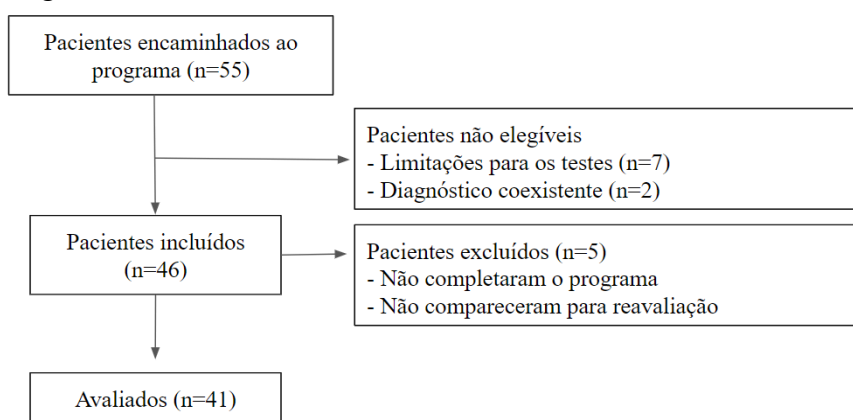 Pacientes encaminhados ao
programa (n=55)
Pacientes não elegíveis
- Limitações para os testes (n=7)
- Diagnóstico coexistente (n=2)
Pacientes incluídos
(n=46)
Pacientes excluídos (n=5)
- Não completaram o programa
- Não compareceram para reavaliação
Avaliados (n=41)